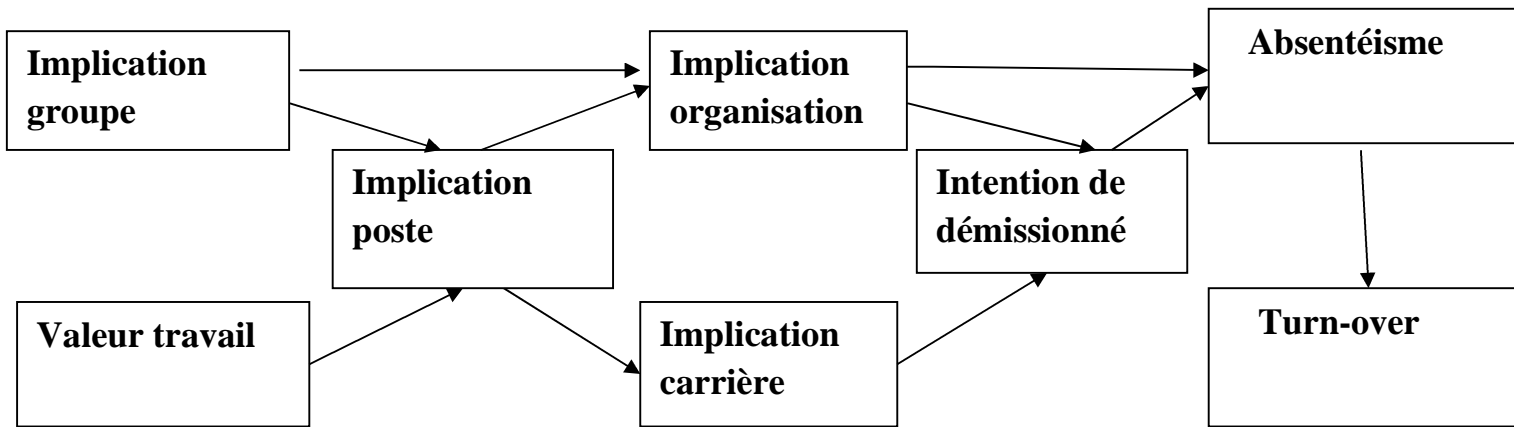 Implication
groupe
Implication
organisation
Absentéisme
Implication
poste
Intention de
démissionné
Valeur travail
Implication
carrière
Turn-over